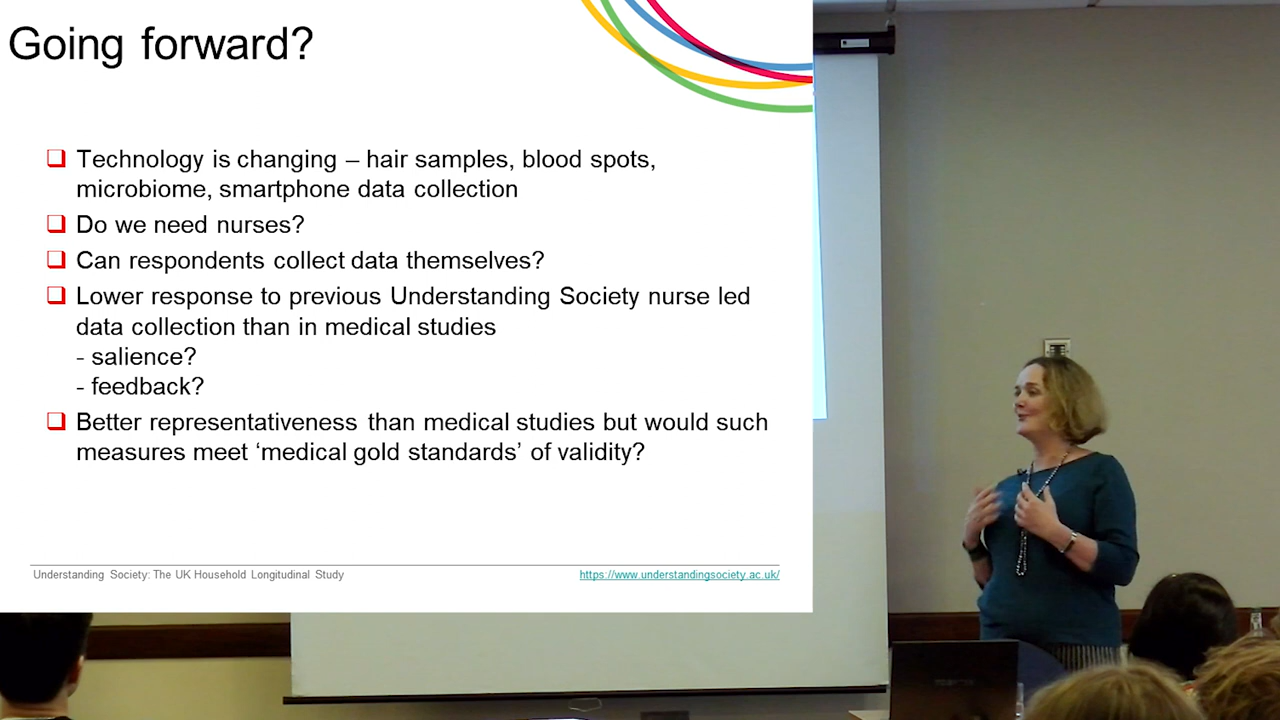 Going forward?
❑ Technology is changing – hair samples, blood spots,
microbiome, smartphone data collection
❑ Do we need nurses?
❑ Can respondents collect data themselves?
❑ Lower response to previous Understanding Society nurse led
data collection than in medical studies
- salience?
- feedback?
❑ Better representativeness than medical studies but would such
measures meet ‘medical gold standards’ of validity?
Understanding Society: The UK Household Longitudinal Study
https://www.understandingsociety.ac.uk/